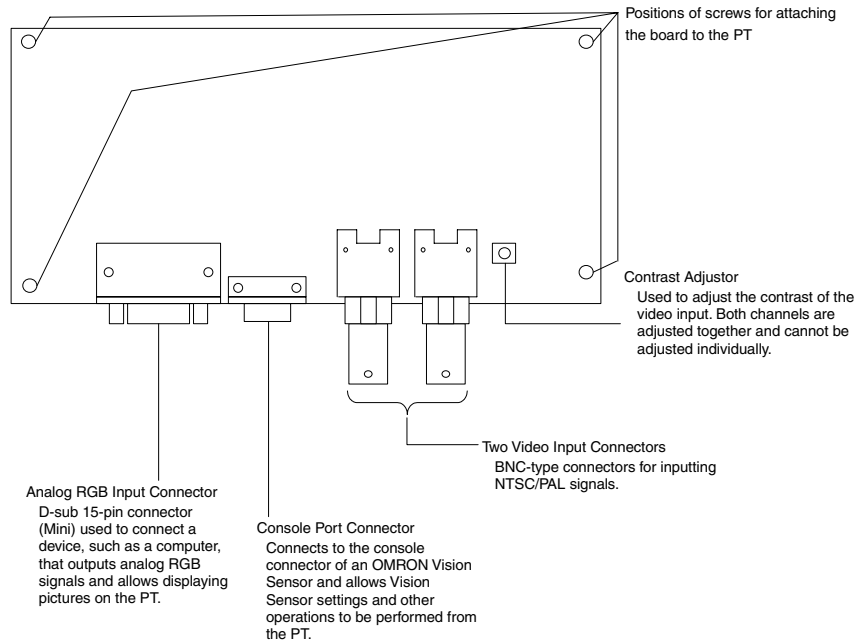 Positions of screws for attaching
the board to the PT
Contrast Adjustor
Used to adjust the contrast of the
video input. Both channels are
adjusted together and cannot be
adjusted individually.
Two Video Input Connectors
BNC-type connectors for inputting
NTSC/PAL signals.
Analog RGB Input Connector
D-sub 15-pin connector
(Mini) used to connect a
device, such as a computer,
that outputs analog RGB
signals and allows displaying
pictures on the PT.
Console Port Connector
Connects to the console
connector of an OMRON Vision
Sensor and allows Vision
Sensor settings and other
operations to be performed from
the PT.